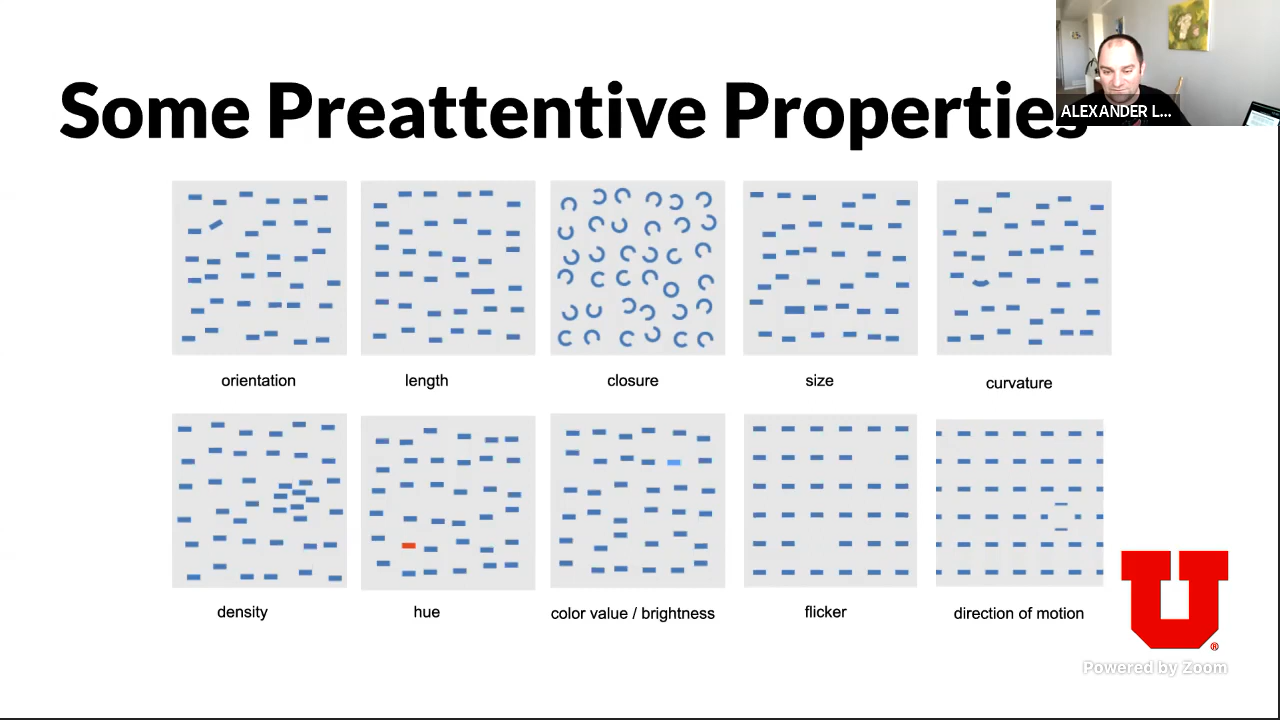 Some Preattentive Properties
ALEXANDER L...
orientation
length
closure
size
curvature
density
hue
color value / brightness
flicker
direction of motion
U
®
Powered by Zoom